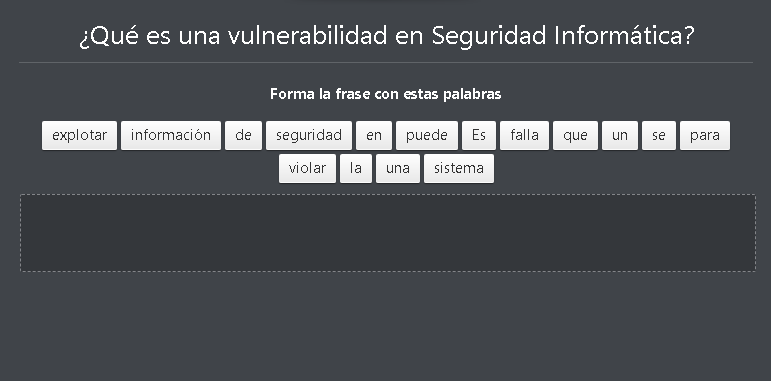 ¿Qué es una vulnerabilidad en Seguridad Informática?
Forma la frase con estas palabras
explotar información de seguridad en puede Es falla que un se para
violar la una sistema